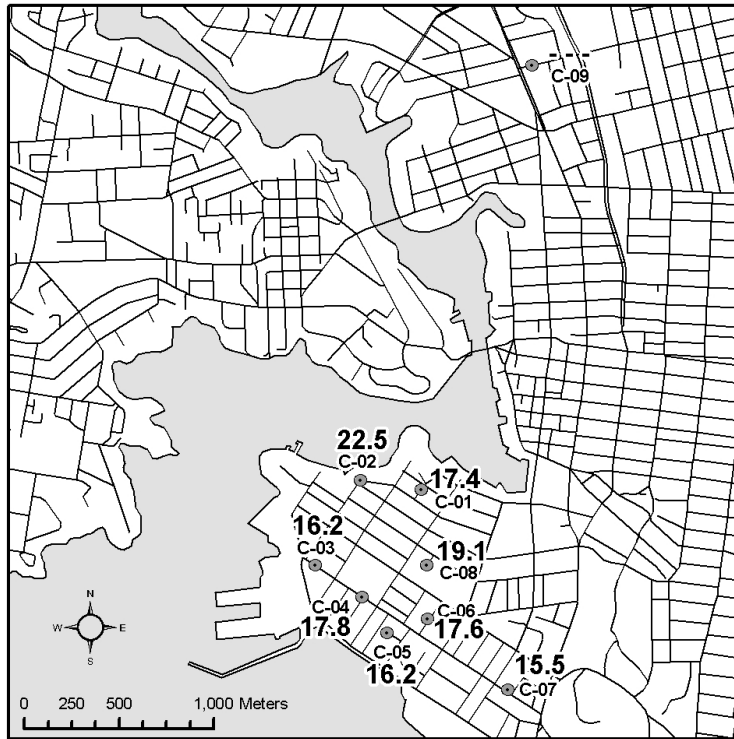 - - - -
C-09
22.5
C-02
17.4
C-01
16.2
C-03
19.1
C-08
C-04
17.8
C-06
17.6
C-05
16.2
15.5
C-07
N
W E
S
0 250 500 1,000 Meters